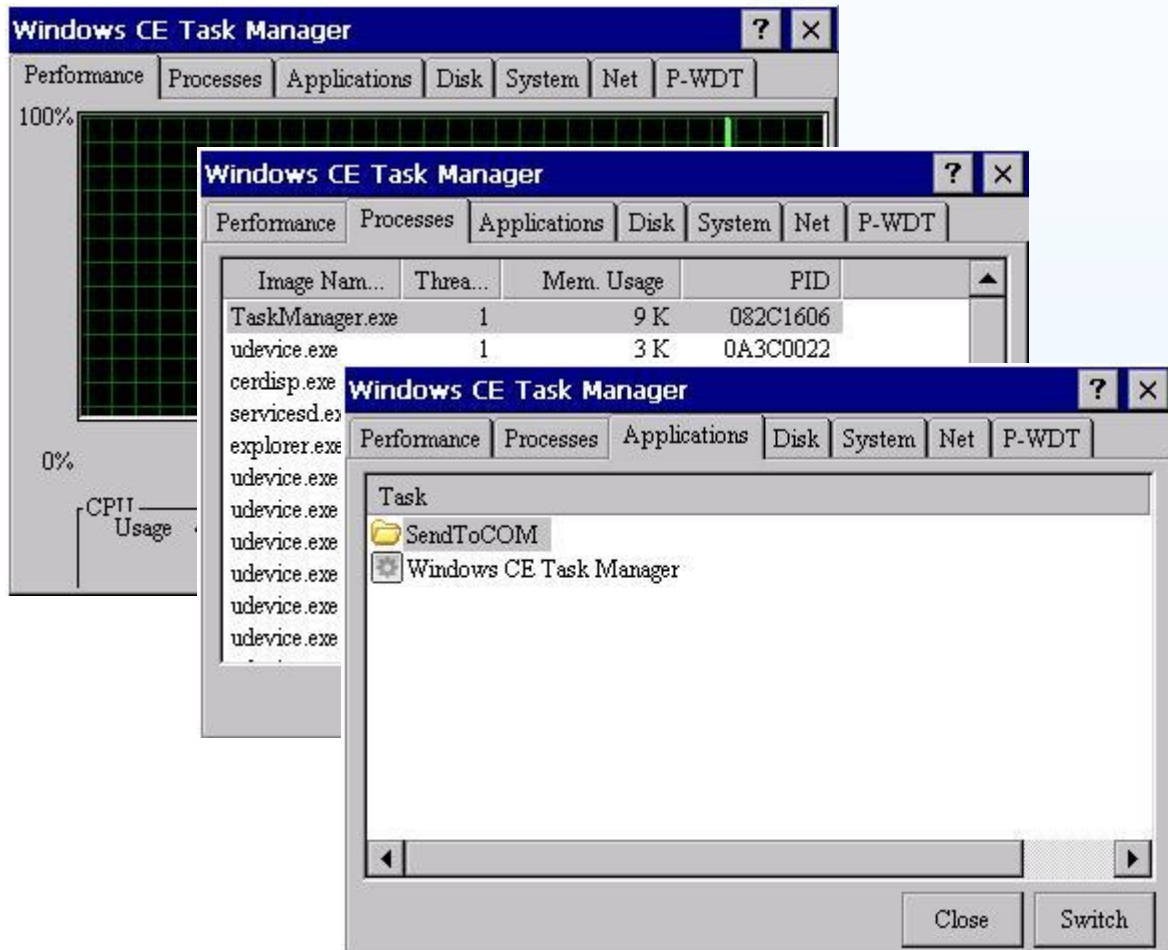 Windows CE Task Manager ? ×
Performance Processes Applications Disk System Net P-WDT
100%
0%
CPU
Usage
Windows CE Task Manager ? ×
Performance Processes Applications Disk System Net P-WDT
Image Nam... Threa... Mem. Usage PID
TaskManager.exe 1 9 K 082C1606
udevice.exe 1 3 K 0A3C0022
cerdisp.exe
servicesd.ex
explorer.exe
udevice.exe
udevice.exe
udevice.exe
udevice.exe
udevice.exe
udevice.exe
Windows CE Task Manager ? ×
Performance Processes Applications Disk System Net P-WDT
Task
SendToCOM
Windows CE Task Manager
Close Switch